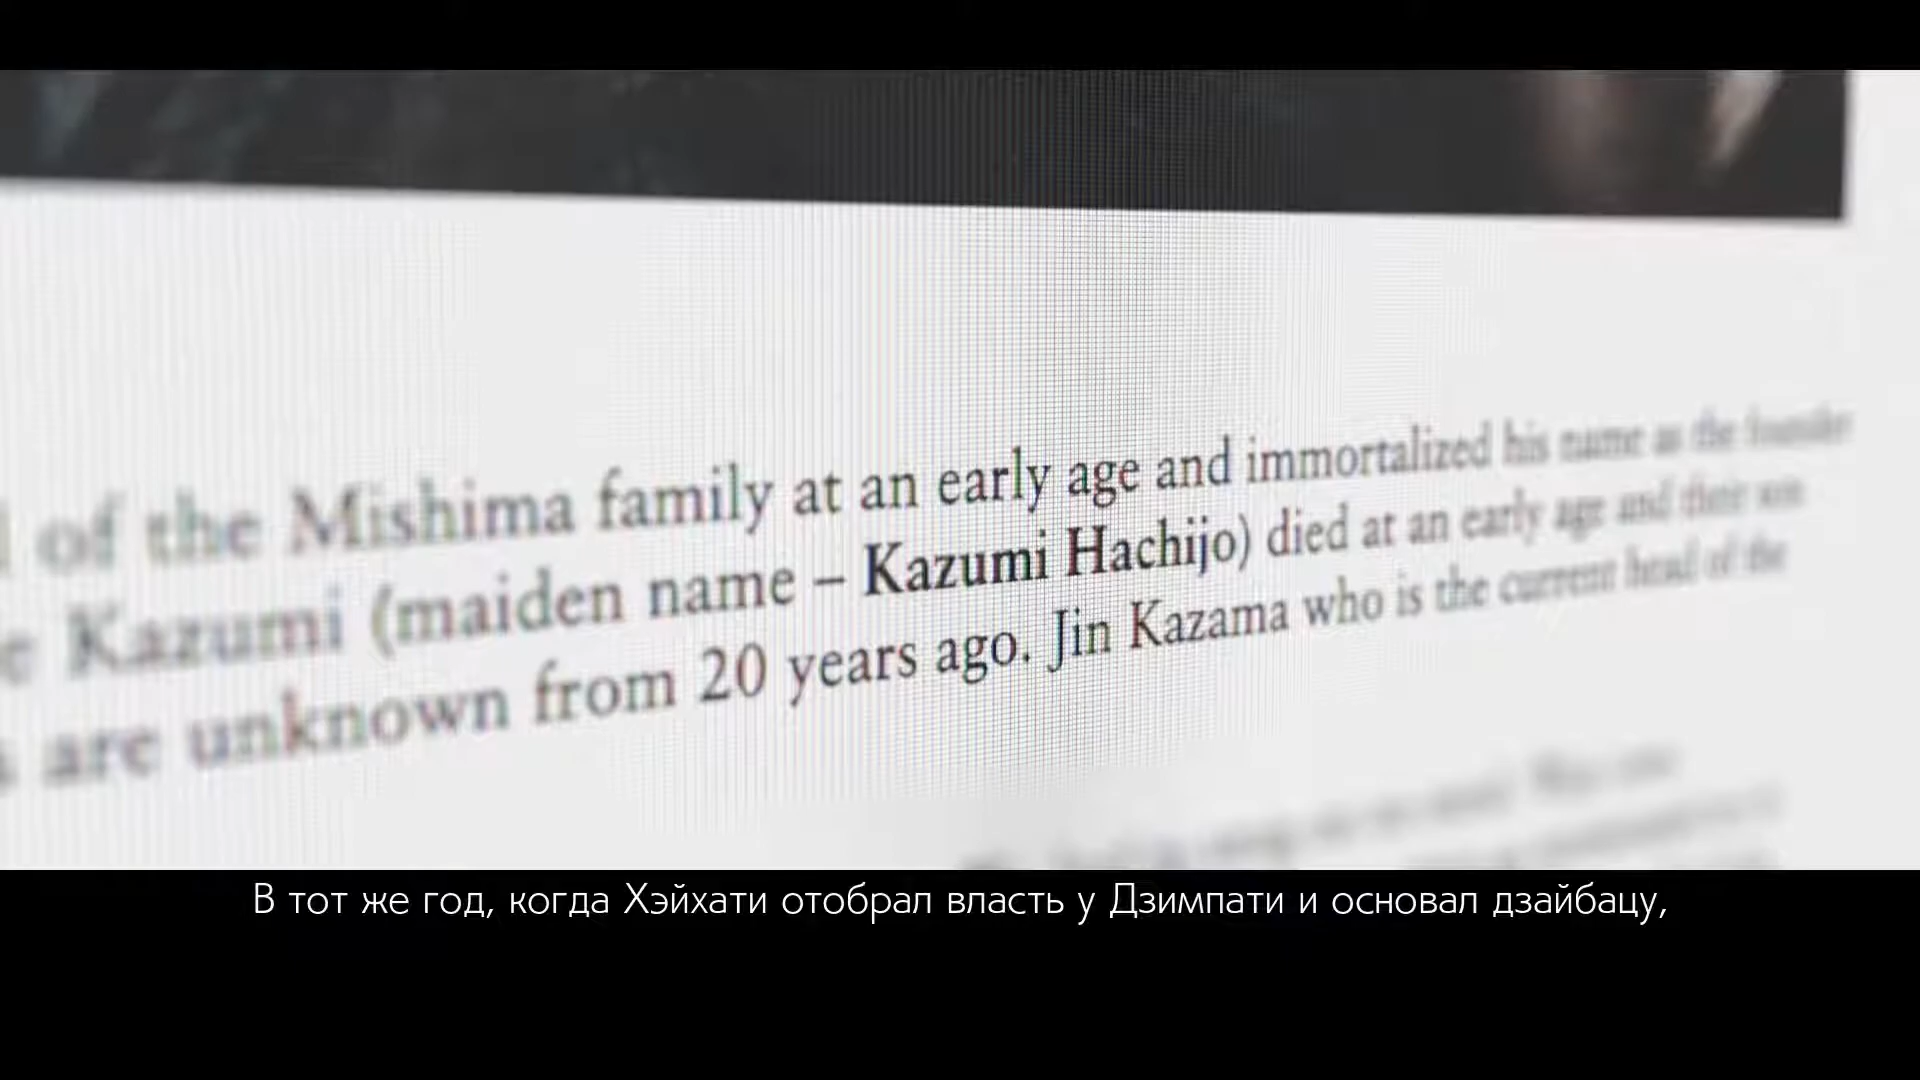 of the Mishima family at an early age and immortalized his name as the founder
Kazumi (maiden name – Kazumi Hachijo) died at an early age and their son
are unknown from 20 years ago. Jin Kazama who is the current head of the
В тот же год, когда Хэйхати отобрал власть у Дзимпати и основал дзайбацу,